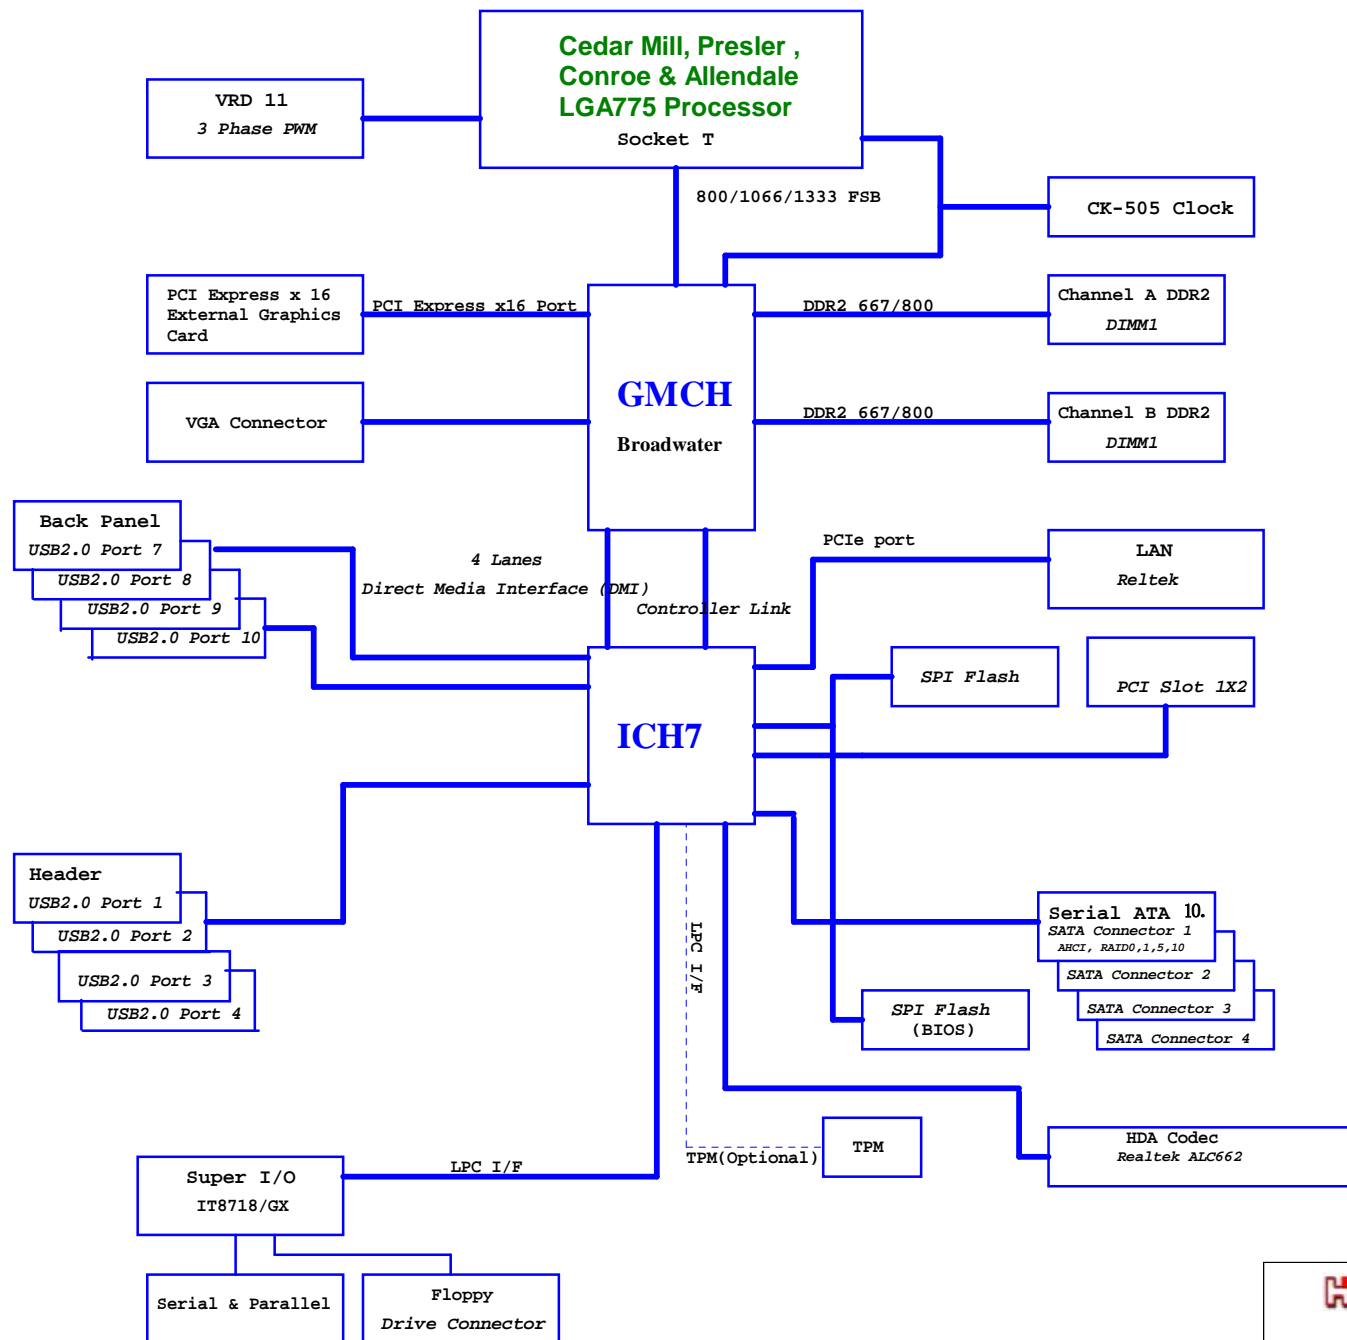 Cedar Mill, Presler ,
Conroe & Allendale
LGA775 Processor
Socket T
VRD 11
3 Phase PWM
800/1066/1333 FSB
CK-505 Clock
PCI Express x 16
External Graphics
Card
PCI Express x16 Port
DDR2 667/800
Channel A DDR2
DIMM1
GMCH
Broadwater
VGA Connector
DDR2 667/800
Channel B DDR2
DIMM1
Back Panel
USB2.0 Port 7
USB2.0 Port 8
USB2.0 Port 9
USB2.0 Port 10
4 Lanes
Direct Media Interface (DMI)
Controller Link
PCIe port
LAN
Reltek
SPI Flash
PCI Slot 1X2
ICH7
Header
USB2.0 Port 1
USB2.0 Port 2
USB2.0 Port 3
USB2.0 Port 4
LPC I/F
Serial ATA 10.
SATA Connector 1
AHCI, RAID0,1,5,10
SATA Connector 2
SATA Connector 3
SATA Connector 4
SPI Flash
(BIOS)
TPM(Optional)
TPM
HDA Codec
Realtek ALC662
LPC I/F
Super I/O
IT8718/GX
Serial & Parallel
Floppy
Drive Connector
H